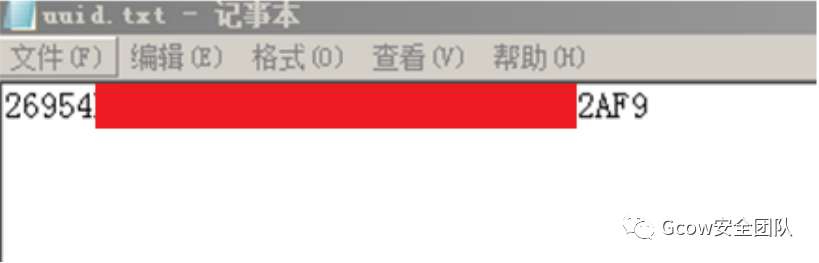 uuid.txt - 记事本
文件(F) 编辑(E) 格式(O) 查看(V) 帮助(H)
26954 2AF9
Gcow安全团队